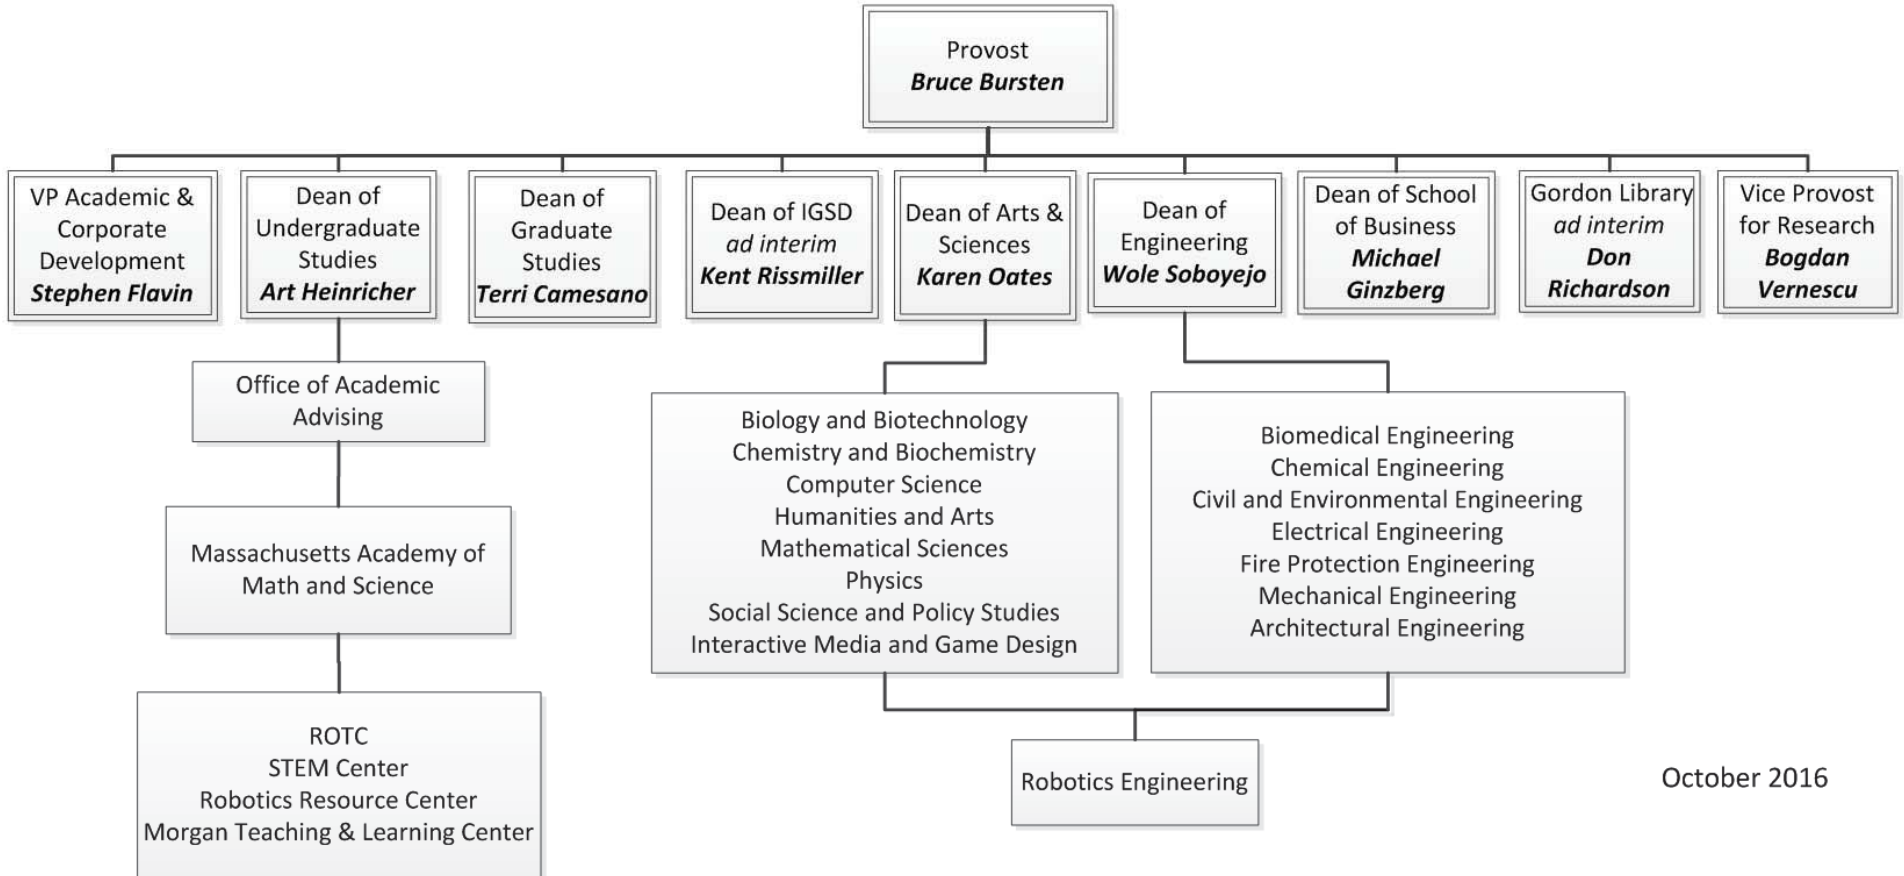 Provost
Bruce Bursten
VP Academic &
Corporate
Development
Stephen Flavin
Dean of
Undergraduate
Studies
Art Heinricher
Dean of
Graduate
Studies
Terri Camesano
Dean of IGSD
ad interim
Kent Rissmiller
Dean of Arts &
Sciences
Karen Oates
Dean of
Engineering
Wole Soboyejo
Dean of School
of Business
Michael
Ginzberg
Gordon Library
ad interim
Don
Richardson
Vice Provost
for Research
Bogdan
Vernescu
Office of Academic
Advising
Massachusetts Academy of
Math and Science
ROTC
STEM Center
Robotics Resource Center
Morgan Teaching & Learning Center
Biology and Biotechnology
Chemistry and Biochemistry
Computer Science
Humanities and Arts
Mathematical Sciences
Physics
Social Science and Policy Studies
Interactive Media and Game Design
Biomedical Engineering
Chemical Engineering
Civil and Environmental Engineering
Electrical Engineering
Fire Protection Engineering
Mechanical Engineering
Architectural Engineering
Robotics Engineering
October 2016